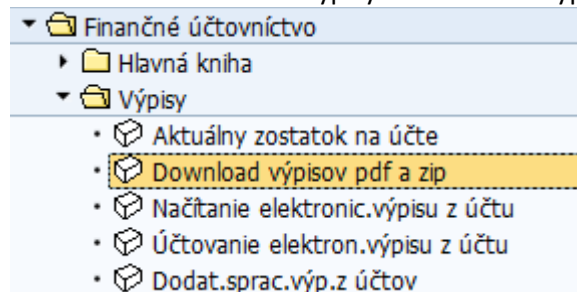 Finančné účtovníctvo
Hlavná kniha
Výpisy
Aktuálny zostatok na účte
Download výpisov pdf a zip
Načítanie elektronic.výpisu z účtu
Účtovanie elektron.výpisu z účtu
Dodat.sprac.výp.z účtov